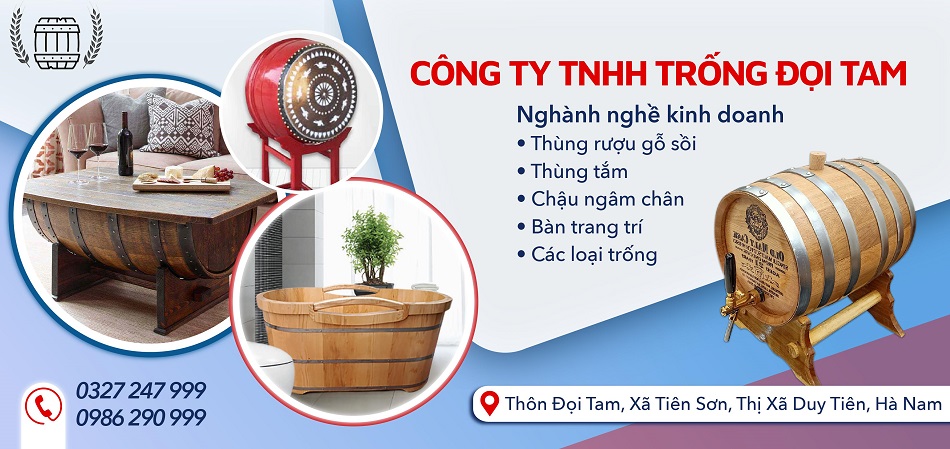 CÔNG TY TNHH TRỐNG ĐỌI TAM
Nghành nghề kinh doanh
• Thùng rượu gỗ sồi
• Thùng tắm
• Chậu ngâm chân
• Bàn trang trí
• Các loại trống
0327 247 999
0986 290 999
Thôn Đọi Tam, Xã Tiên Sơn, Thị Xã Duy Tiên, Hà Nam